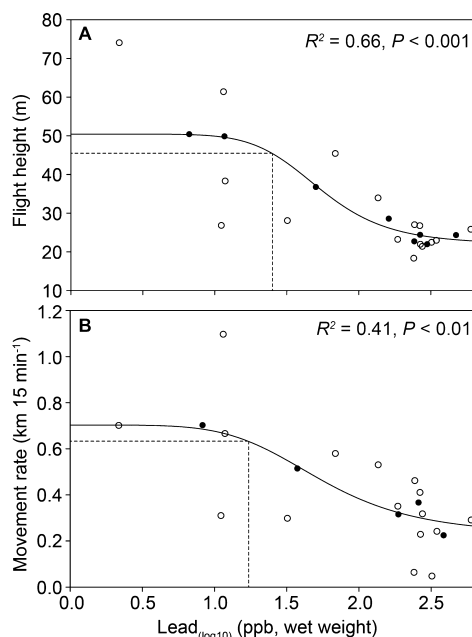 A
R² = 0.66, P < 0.001
Flight height (m)
80
70
60
50
40
30
20
10
B
R² = 0.41, P < 0.01
Movement rate (km 15 min⁻¹)
1.2
1.0
0.8
0.6
0.4
0.2
0.0
0.0 0.5 1.0 1.5 2.0 2.5
Lead(log10) (ppb, wet weight)